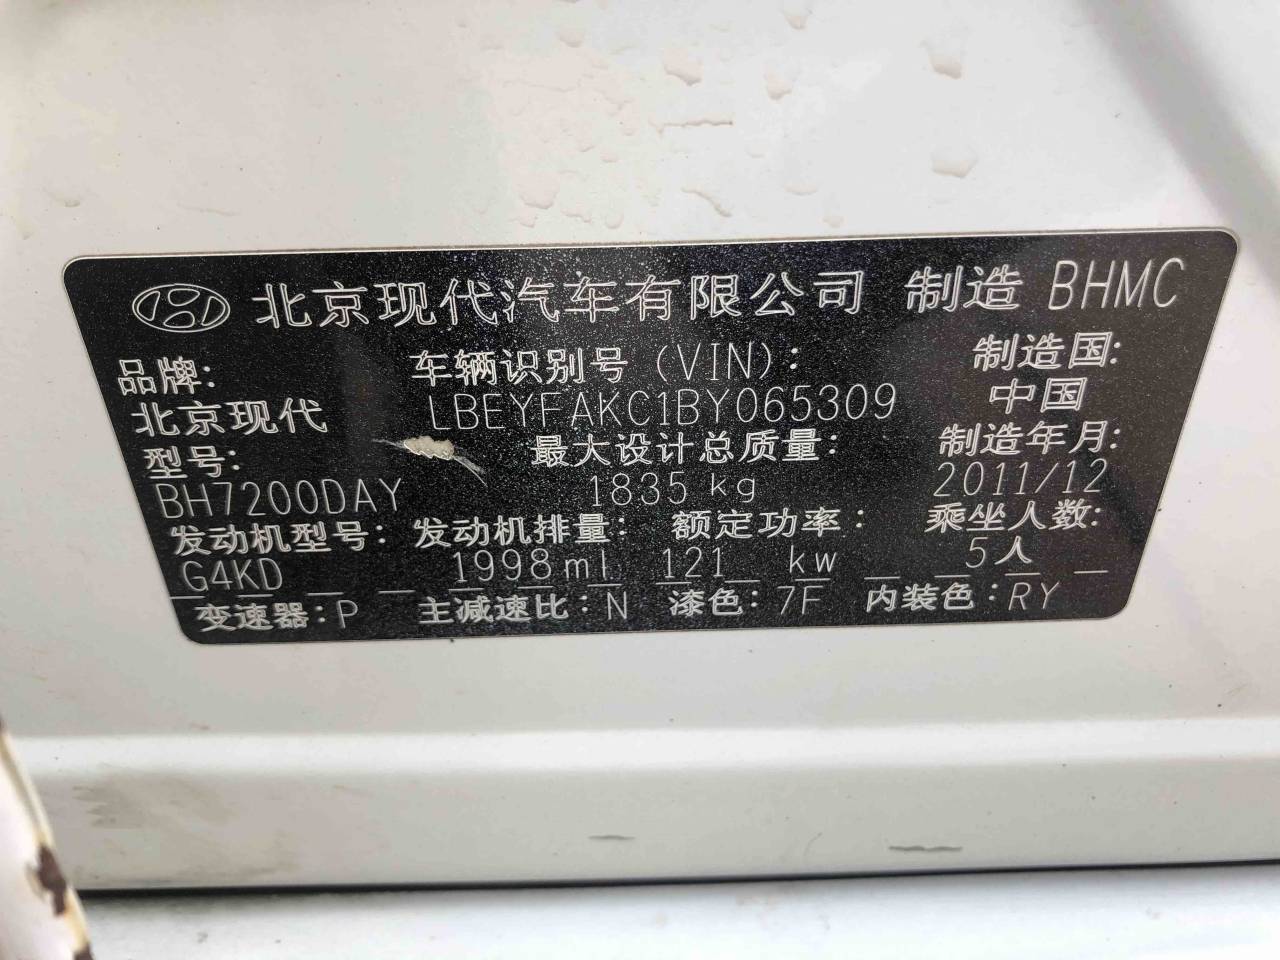 北京现代汽车有限公司 制造 BHMC
品牌: 车辆识别号 (VIN): 制造国:
北京现代 LBEYFAKC1BY065309 中国
型号: 最大设计总质量: 制造年月:
BH7200DAY 1835 kg 2011/12
发动机型号: 发动机排量: 额定功率: 乘坐人数:
G4KD 1998ml 121 kw 5人
变速器:P 主减速比:N 漆色:7F 内装色:RY